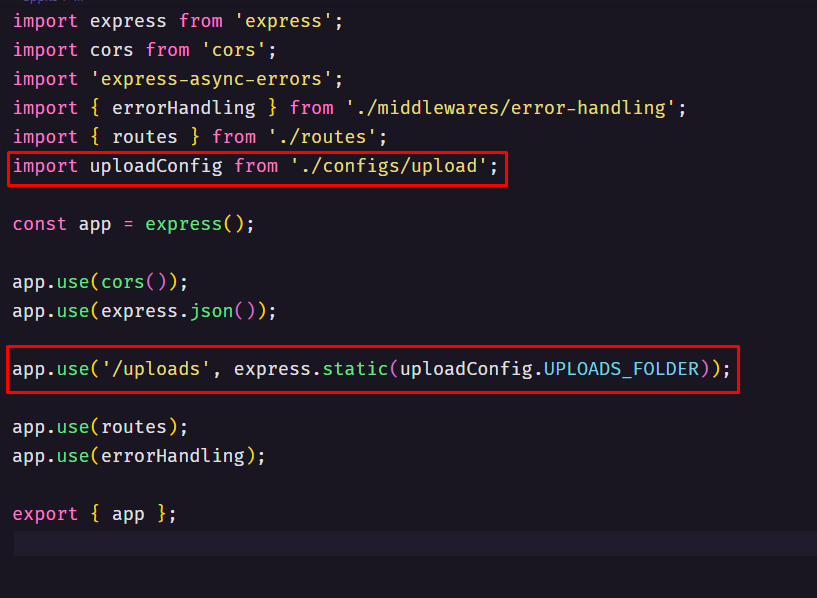 import express from 'express';
import cors from 'cors';
import 'express-async-errors';
import { errorHandling } from './middlewares/error-handling';
import { routes } from './routes';
import uploadConfig from './configs/upload';
const app = express();
app.use(cors());
app.use(express.json());
app.use('/uploads', express.static(uploadConfig.UPLOADS_FOLDER));
app.use(routes);
app.use(errorHandling);
export { app };